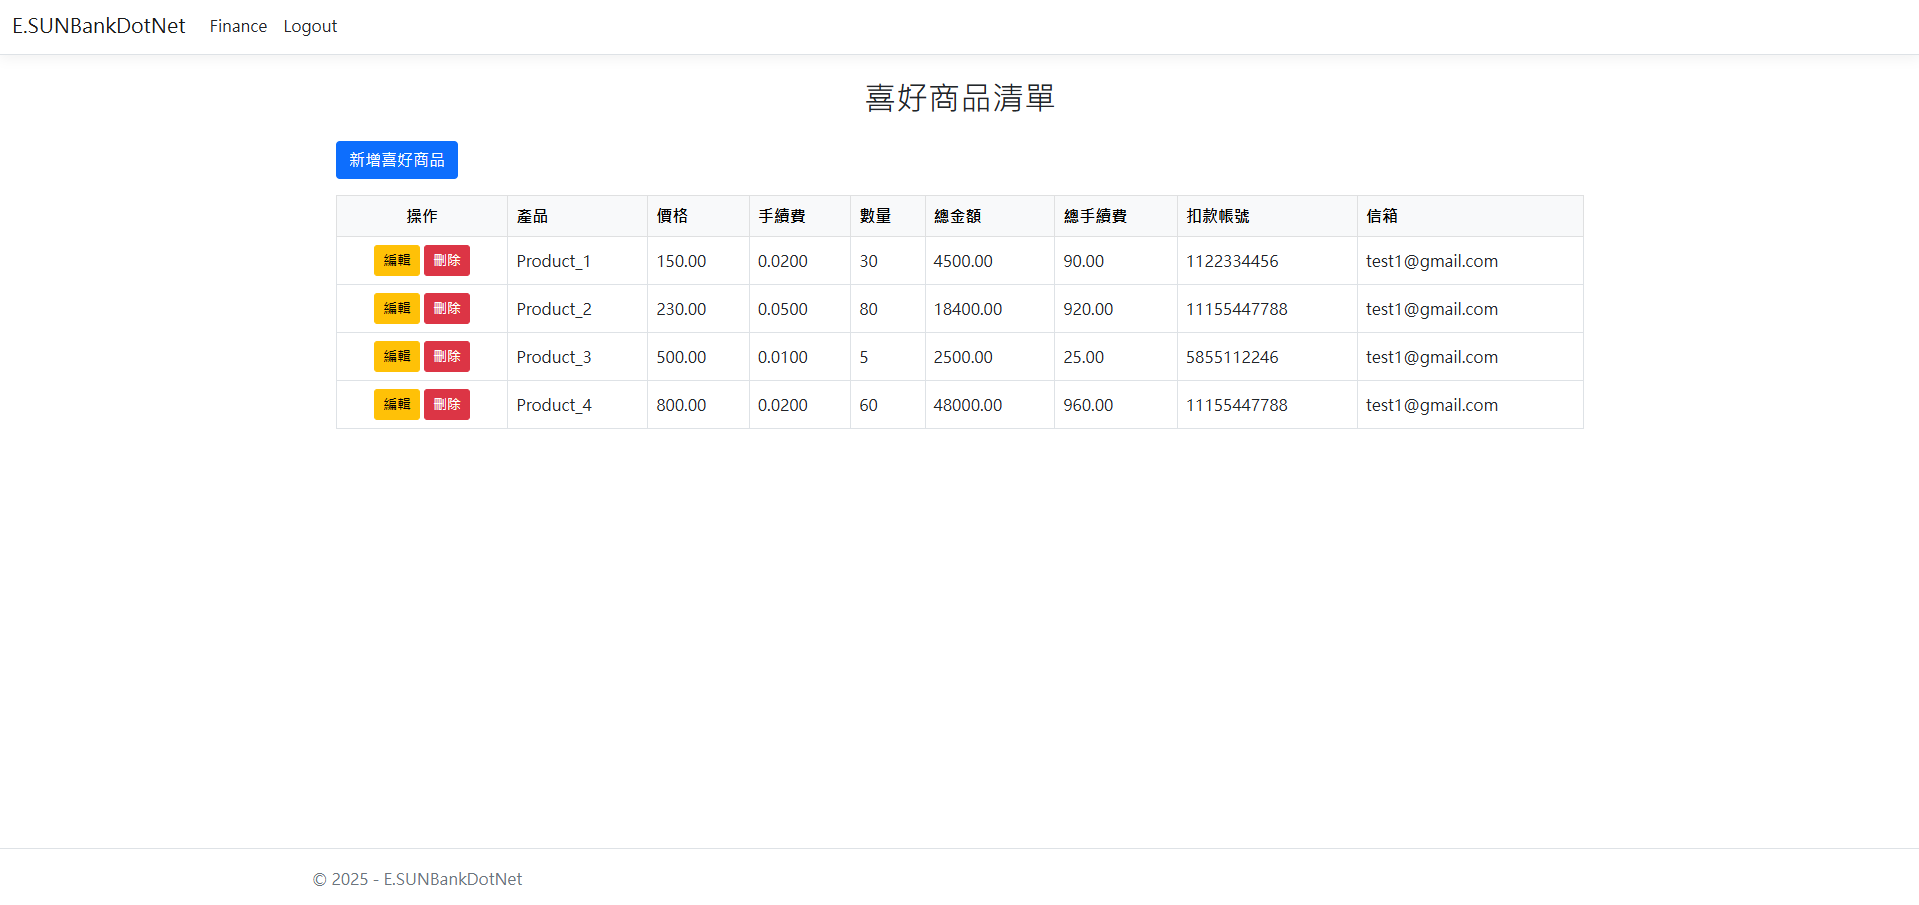 E.SUNBankDotNet Finance Logout
喜好商品清單
新增喜好商品
操作 產品 價格 手續費 數量 總金額 總手續費 扣款帳號 信箱
編輯 刪除 Product_1 150.00 0.0200 30 4500.00 90.00 1122334456 test1@gmail.com
編輯 刪除 Product_2 230.00 0.0500 80 18400.00 920.00 11155447788 test1@gmail.com
編輯 刪除 Product_3 500.00 0.0100 5 2500.00 25.00 5855112246 test1@gmail.com
編輯 刪除 Product_4 800.00 0.0200 60 48000.00 960.00 11155447788 test1@gmail.com
© 2025 - E.SUNBankDotNet